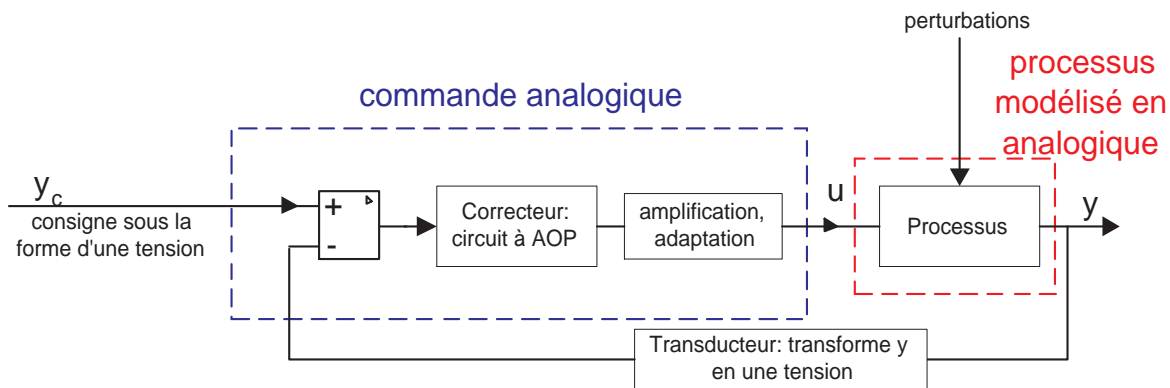 perturbations
processus
modélisé en
analogique
commande analogique
y_c
consigne sous la
forme d'une tension
+
-
Correcteur:
circuit à AOP
amplification,
adaptation
u
Processus
y
Transducteur: transforme y
en une tension